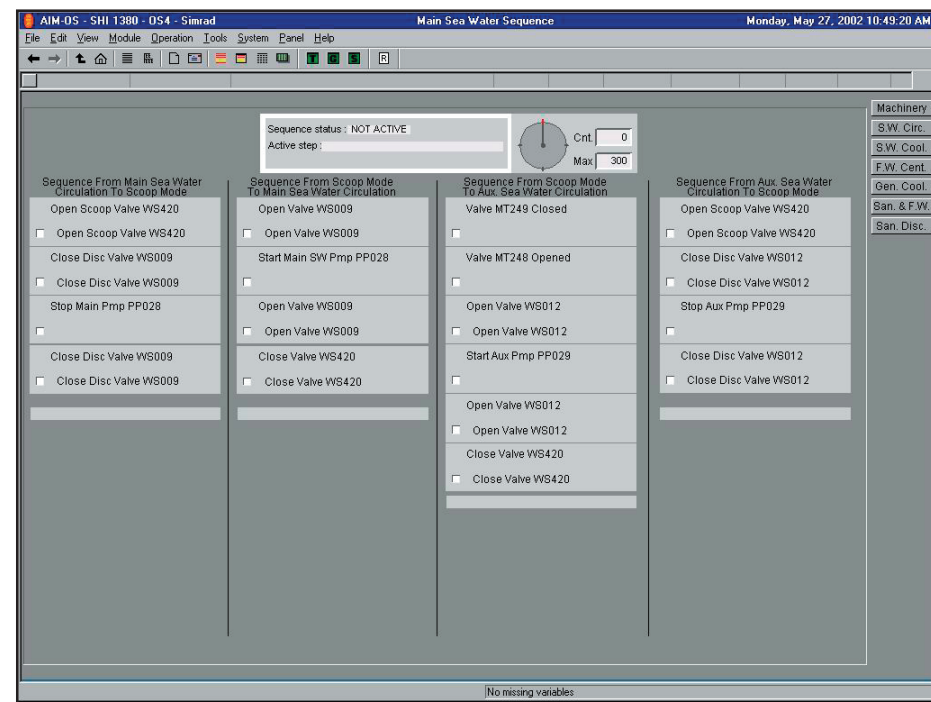 AIM-OS - SHI 1380 - OS4 - Simrad Main Sea Water Sequence Monday, May 27, 2002 10:49:20 AM
File Edit View Module Operation Tools System Panel Help
T G S R
Machinery
S.W. Circ.
S.W. Cool.
F.W. Cent.
Gen. Cool.
San. & F.W.
San. Disc.
Sequence status : NOT ACTIVE
Active step :
Cnt. 0
Max 300
Sequence From Main Sea Water
Circulation To Scoop Mode
Open Scoop Valve WS420
Open Scoop Valve WS420
Close Disc Valve WS009
Close Disc Valve WS009
Stop Main Pmp PP028
Close Disc Valve WS009
Close Disc Valve WS009
Sequence From Scoop Mode
To Main Sea Water Circulation
Open Valve WS009
Open Valve WS009
Start Main SW Pmp PP028
Open Valve WS009
Open Valve WS009
Close Valve WS420
Close Valve WS420
Sequence From Scoop Mode
To Aux. Sea Water Circulation
Valve MT249 Closed
Valve MT248 Opened
Open Valve WS012
Open Valve WS012
Start Aux Pmp PP029
Open Valve WS012
Open Valve WS012
Close Valve WS420
Close Valve WS420
Sequence From Aux. Sea Water
Circulation To Scoop Mode
Open Scoop Valve WS420
Open Scoop Valve WS420
Close Disc Valve WS012
Close Disc Valve WS012
Stop Aux Pmp PP029
Close Disc Valve WS012
Close Disc Valve WS012
No missing variables